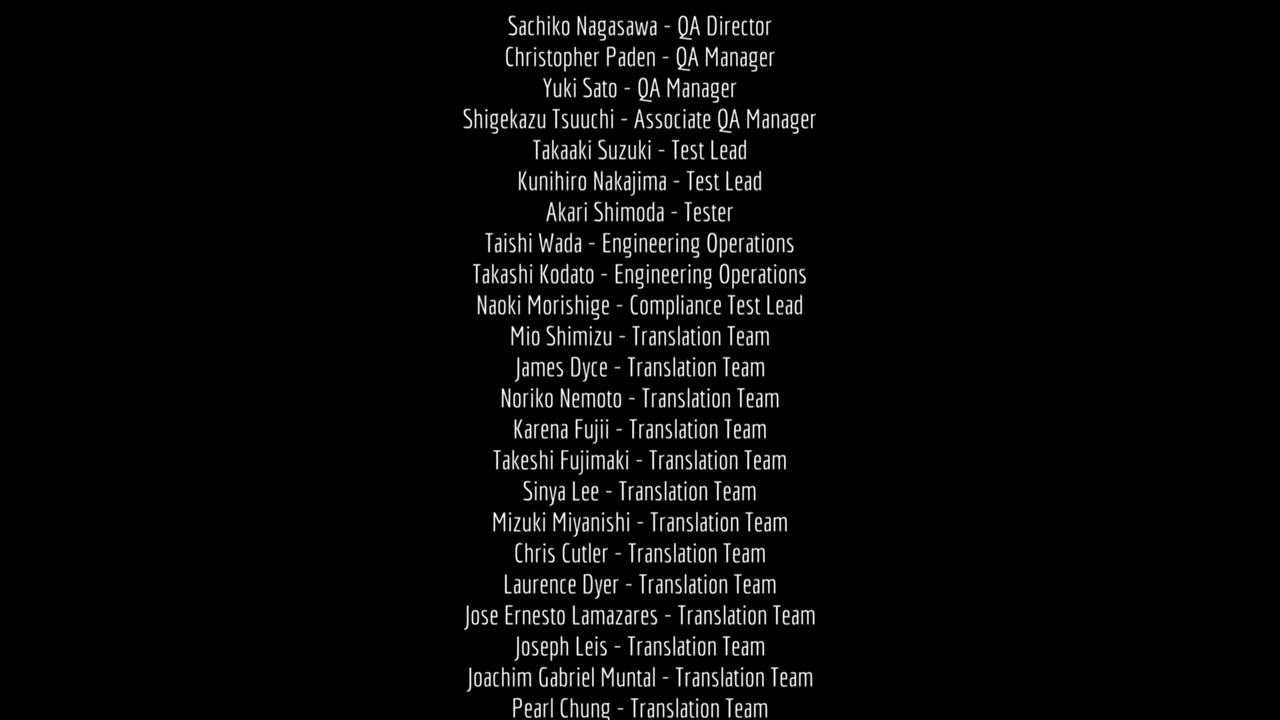 Sachiko Nagasawa - QA Director
Christopher Paden - QA Manager
Yuki Sato - QA Manager
Shigekazu Tsuuchi - Associate QA Manager
Takaaki Suzuki - Test Lead
Kunihiro Nakajima - Test Lead
Akari Shimoda - Tester
Taishi Wada - Engineering Operations
Takashi Kodato - Engineering Operations
Naoki Morishige - Compliance Test Lead
Mio Shimizu - Translation Team
James Dyce - Translation Team
Noriko Nemoto - Translation Team
Karena Fujii - Translation Team
Takeshi Fujimaki - Translation Team
Sinya Lee - Translation Team
Mizuki Miyanishi - Translation Team
Chris Cutler - Translation Team
Laurence Dyer - Translation Team
Jose Ernesto Lamazares - Translation Team
Joseph Leis - Translation Team
Joachim Gabriel Muntal - Translation Team
Pearl Chung - Translation Team